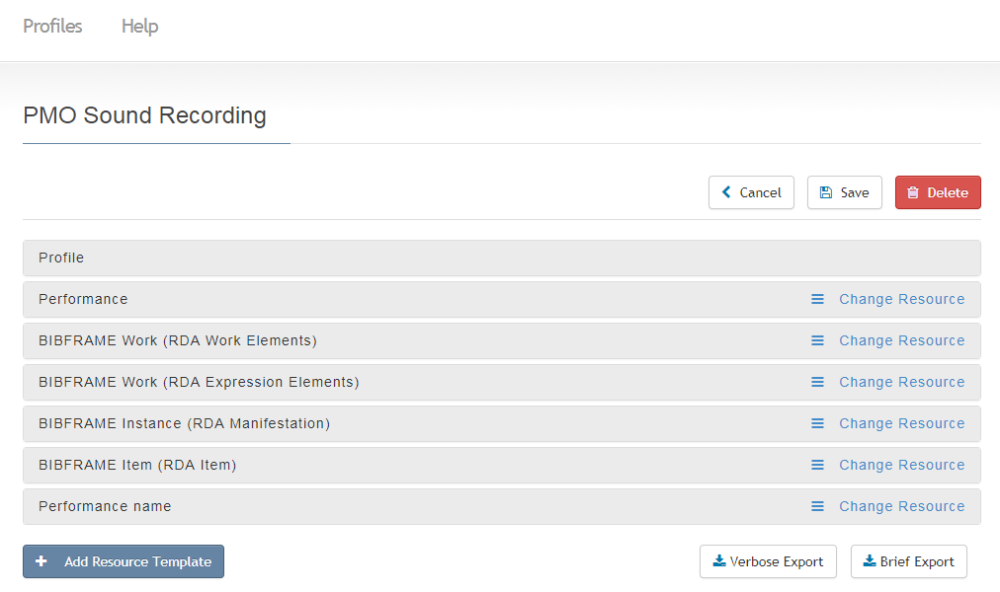 Profiles Help
PMO Sound Recording
Cancel Save Delete
Profile
Performance Change Resource
BIBFRAME Work (RDA Work Elements) Change Resource
BIBFRAME Work (RDA Expression Elements) Change Resource
BIBFRAME Instance (RDA Manifestation) Change Resource
BIBFRAME Item (RDA Item) Change Resource
Performance name Change Resource
Add Resource Template Verbose Export Brief Export